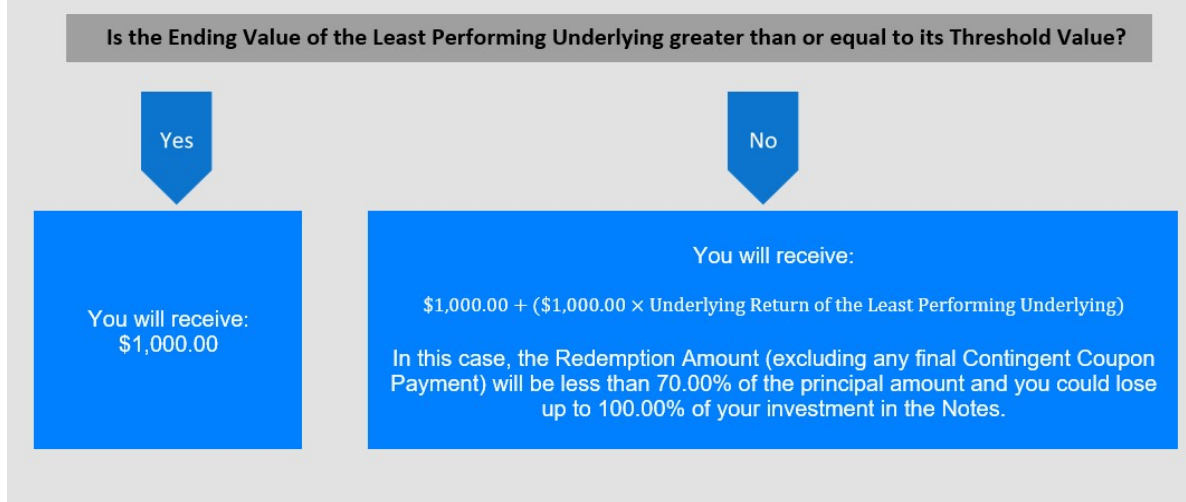 Is the Ending Value of the Least Performing Underlying greater than or equal to its Threshold Value?
Yes
No
You will receive:
$1,000.00
You will receive:
$1,000.00 + ($1,000.00 × Underlying Return of the Least Performing Underlying)
In this case, the Redemption Amount (excluding any final Contingent Coupon
Payment) will be less than 70.00% of the principal amount and you could lose
up to 100.00% of your investment in the Notes.